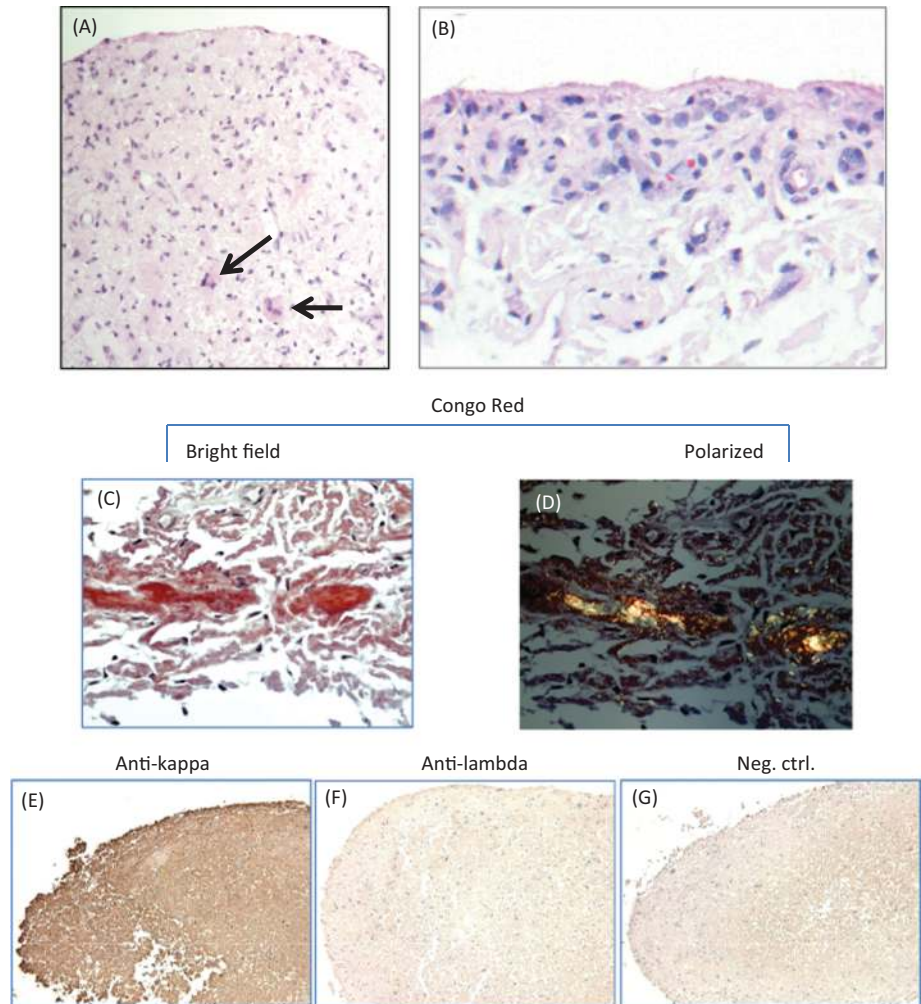 (A)
(B)
Congo Red
Bright field
Polarized
(C)
(D)
Anti-kappa
Anti-lambda
Neg. ctrl.
(E)
(F)
(G)